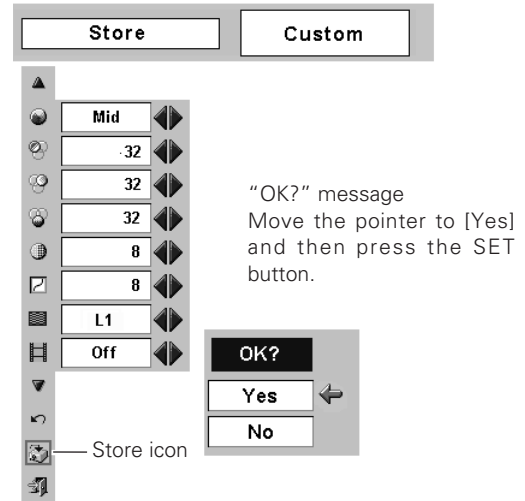 Store Custom
Mid
32
32
32
8
8
L1
Off
"OK?" message
Move the pointer to [Yes]
and then press the SET
button.
OK?
Yes
No
Store icon